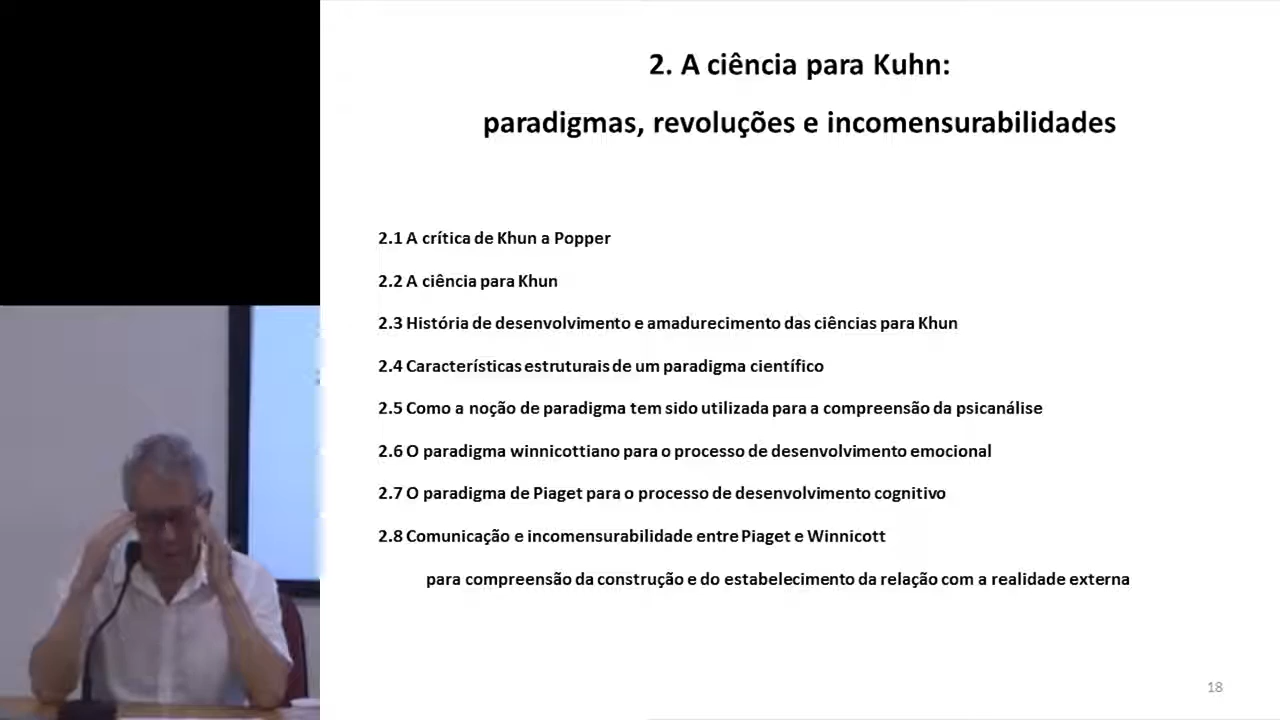 2. A ciência para Kuhn:
paradigmas, revoluções e incomensurabilidades
2.1 A crítica de Khun a Popper
2.2 A ciência para Khun
2.3 História de desenvolvimento e amadurecimento das ciências para Khun
2.4 Características estruturais de um paradigma científico
2.5 Como a noção de paradigma tem sido utilizada para a compreensão da psicanálise
2.6 O paradigma winnicottiano para o processo de desenvolvimento emocional
2.7 O paradigma de Piaget para o processo de desenvolvimento cognitivo
2.8 Comunicação e incomensurabilidade entre Piaget e Winnicott
para compreensão da construção e do estabelecimento da relação com a realidade externa
18